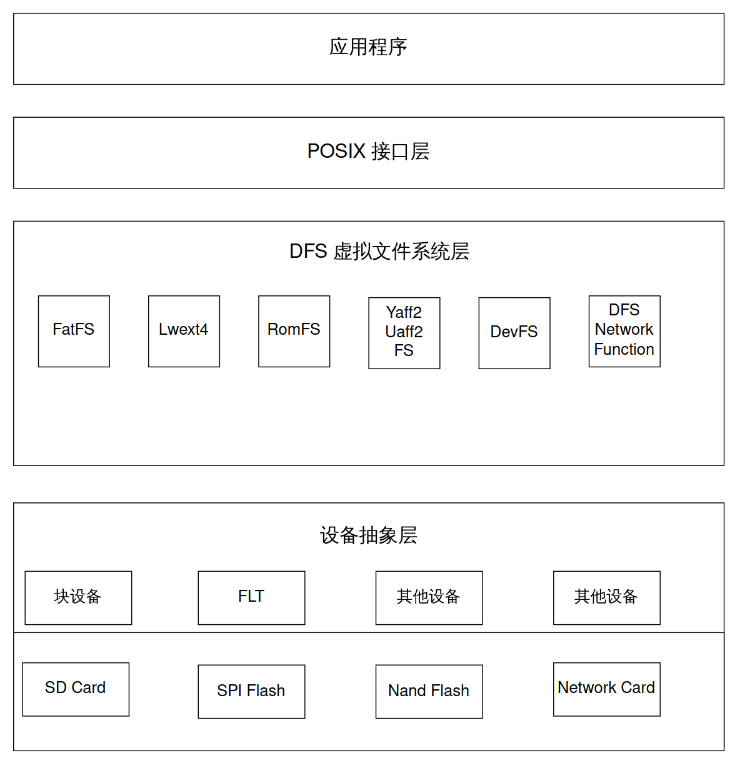 应用程序
POSIX 接口层
DFS 虚拟文件系统层
FatFS
Lwext4
RomFS
Yaff2
Uaff2
FS
DevFS
DFS
Network
Function
设备抽象层
块设备
FLT
其他设备
其他设备
SD Card
SPI Flash
Nand Flash
Network Card